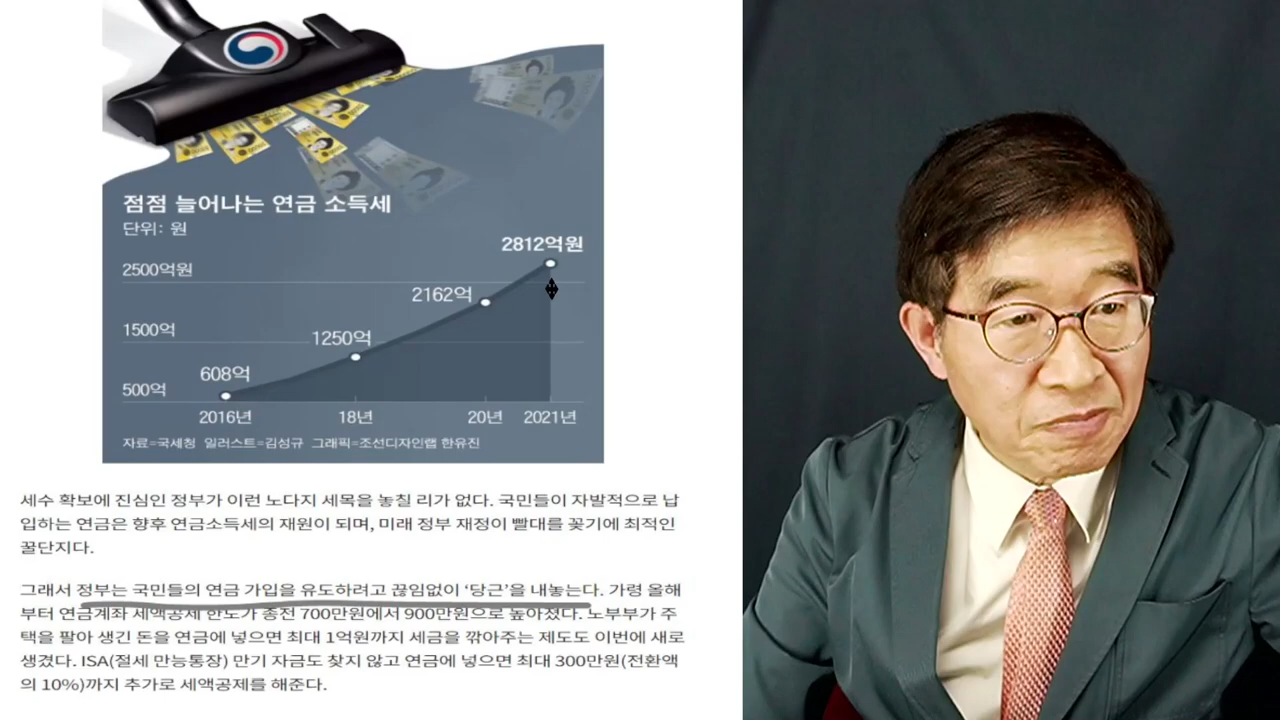 점점 늘어나는 연금 소득세
단위: 원
2812억원
2500억원
2162억
1500억
1250억
608억
500억
2016년 18년 20년 2021년
자료=국세청 일러스트=김성규 그래픽=조선디자인랩 한유진
세수 확보에 진심인 정부가 이런 노다지 세목을 놓칠 리가 없다. 국민들이 자발적으로 납
입하는 연금은 향후 연금소득세의 재원이 되며, 미래 정부 재정이 빨대를 꽂기에 최적인
꿀단지다.
그래서 정부는 국민들의 연금 가입을 유도하려고 끊임없이 ‘당근’을 내놓는다. 가령 올해
부터 연금계좌 세액공제 한도가 종전 700만원에서 900만원으로 높아졌다. 노부부가 주
택을 팔아 생긴 돈을 연금에 넣으면 최대 1억원까지 세금을 깎아주는 제도도 이번에 새로
생겼다. ISA(절세 만능통장) 만기 자금도 찾지 않고 연금에 넣으면 최대 300만원(전환액
의 10%)까지 추가로 세액공제를 해준다.